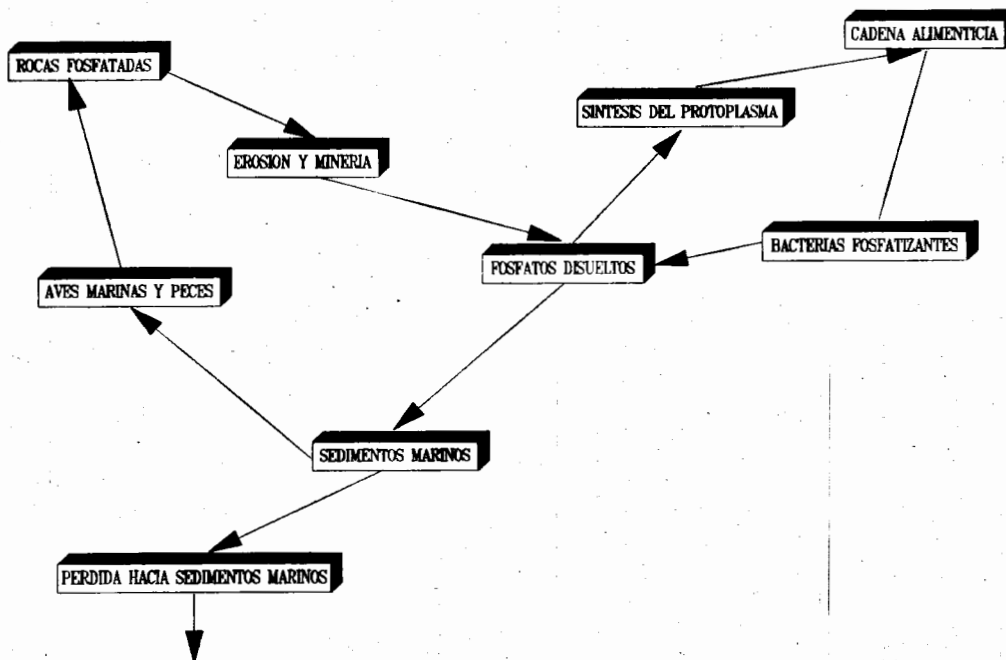 CADENA ALIMENTICIA
ROCAS FOSFATADAS
SINTESIS DEL PROTOPLASMA
EROSION Y MINERIA
BACTERIAS FOSFATIZANTES
FOSFATOS DISUELTOS
AVES MARINAS Y PECES
SEDIMENTOS MARINOS
PERDIDA HACIA SEDIMENTOS MARINOS